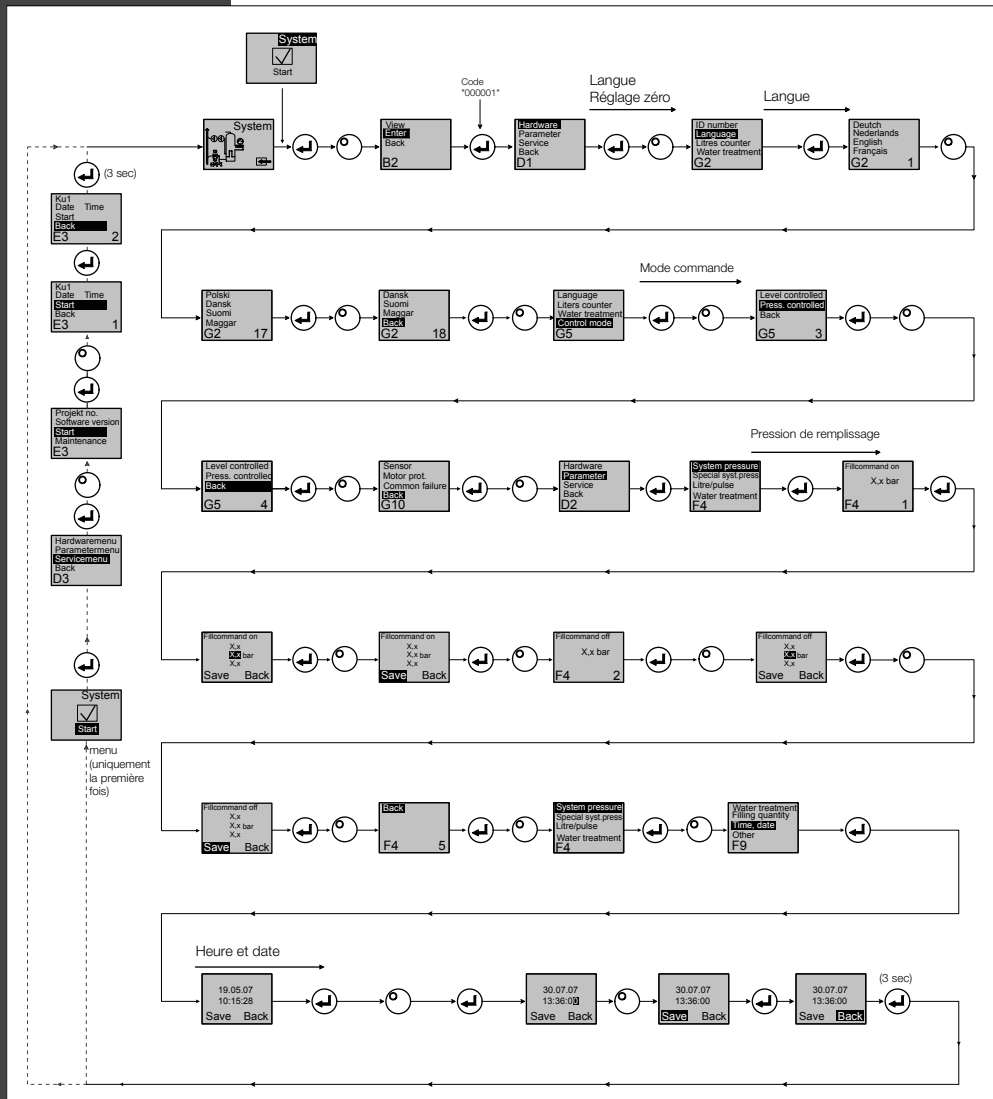 System
Start
Code
"000001"
Langue
Réglage zéro
Langue
System
View
Enter
Back
B2
Hardware
Parameter
Service
Back
D1
ID number
Language
Litres counter
Water treatment
G2
Deutch
Nederlands
English
Français
G2 1
(3 sec)
Ku1
Date Time
Start
Back
E3 2
Ku1
Date Time
Start
Back
E3 1
Projekt no.
Software version
Start
Maintenance
E3
Hardwaremenu
Parametermenu
Servicemenu
Back
D3
System
Start
menu
(uniquement
la première
fois)
Polski
Dansk
Suomi
Maggar
G2 17
Dansk
Suomi
Maggar
Back
G2 18
Language
Liters counter
Water treatment
Control mode
G5
Mode commande
Level controlled
Press. controlled
Back
G5 3
Level controlled
Press. controlled
Back
G5 4
Sensor
Motor prot.
Common failure
Back
G10
Hardware
Parameter
Service
Back
D2
Pression de remplissage
System pressure
Special syst.press
Litre/pulse
Water treatment
F4
Fillcommand on
X,x bar
F4 1
Fillcommand on
X,x
X,x bar
X,x
Save Back
Fillcommand on
X,x
X,x bar
X,x
Save Back
Fillcommand off
X,x bar
F4 2
Fillcommand off
X,x
X,x bar
X,x
Save Back
Fillcommand off
X,x
X,x bar
X,x
Save Back
Back
F4 5
System pressure
Special syst.press
Litre/pulse
Water treatment
F4
Water treatment
Filling quantity
Time, date
Other
F9
Heure et date
19.05.07
10:15:28
Save Back
30.07.07
13:36:00
Save Back
30.07.07
13:36:00
Save Back
30.07.07
13:36:00
Save Back
(3 sec)